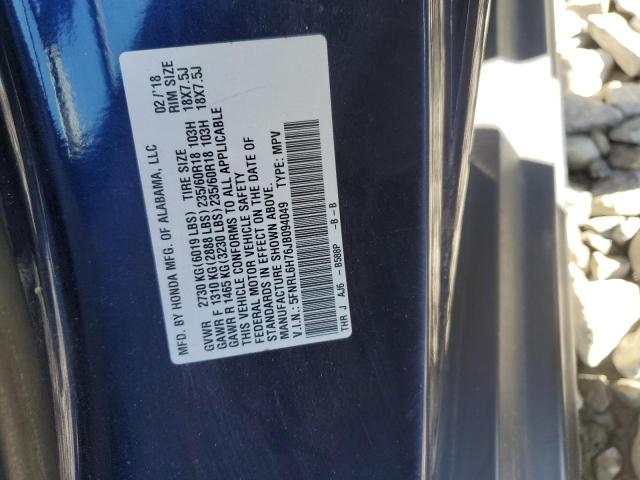 MFD. BY HONDA MFG. OF ALABAMA, LLC 02/'18
TIRE SIZE RIM SIZE
GVWR 2730 KG(6019 LBS)
GAWR F 1310 KG(2888 LBS) 235/60R18 103H 18X7.5J
GAWR R 1465 KG(3230 LBS) 235/60R18 103H 18X7.5J
THIS VEHICLE CONFORMS TO ALL APPLICABLE
FEDERAL MOTOR VEHICLE SAFETY
STANDARDS IN EFFECT ON THE DATE OF
MANUFACTURE SHOWN ABOVE.
V.I.N.: 5FNRL6H76JB094049 TYPE: MPV
THR J AJ6 - B588P -B-B